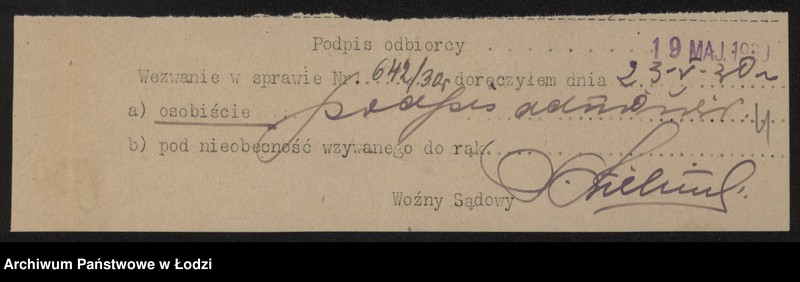 Podpis odbiorcy . . . . . . . . . . 19 MAJ. 1930
Wezwanie w sprawie Nr. 642/30r doręczyłem dnia 23-V-30r
a) osobiście podpis odmówił
b) pod nieobecność wzywanego do rąk
Woźny Sądowy
Archiwum Państwowe w Łodzi